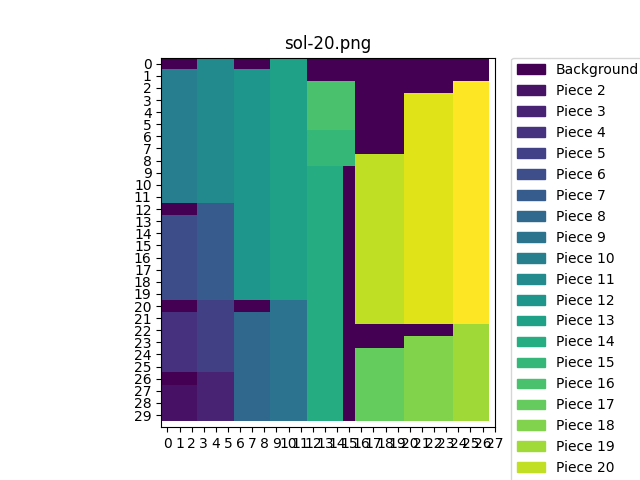 sol-20.png
0
1
2
3
4
5
6
7
8
9
10
11
12
13
14
15
16
17
18
19
20
21
22
23
24
25
26
27
28
29
0 1 2 3 4 5 6 7 8 9 10 11 12 13 14 15 16 17 18 19 20 21 22 23 24 25 26 27
Background
Piece 2
Piece 3
Piece 4
Piece 5
Piece 6
Piece 7
Piece 8
Piece 9
Piece 10
Piece 11
Piece 12
Piece 13
Piece 14
Piece 15
Piece 16
Piece 17
Piece 18
Piece 19
Piece 20